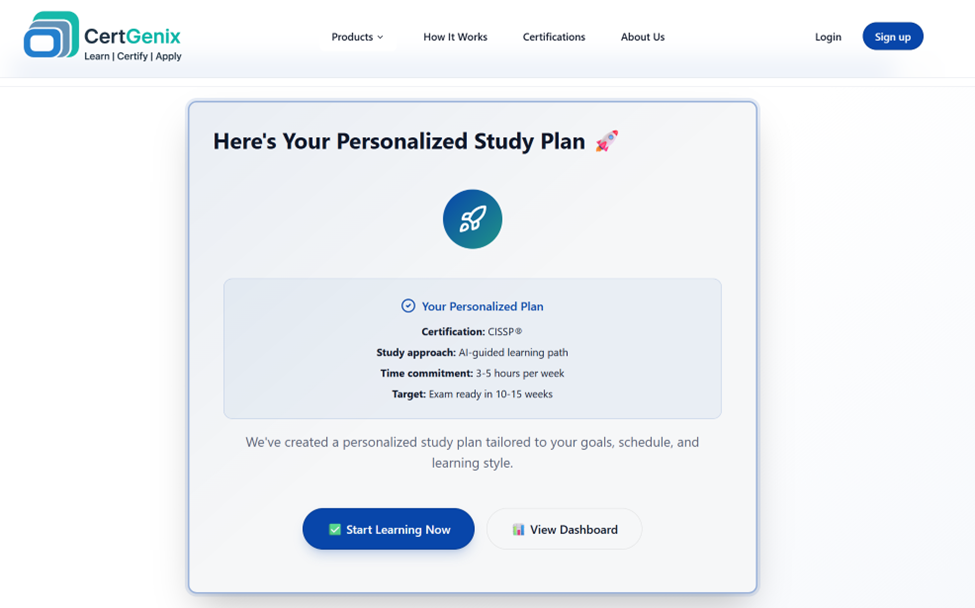 CertGenix
Learn | Certify | Apply
Products
How It Works
Certifications
About Us
Login
Sign up
Here's Your Personalized Study Plan 🚀
Your Personalized Plan
Certification: CISSP®
Study approach: AI-guided learning path
Time commitment: 3-5 hours per week
Target: Exam ready in 10-15 weeks
We've created a personalized study plan tailored to your goals, schedule, and
learning style.
✅ Start Learning Now
📊 View Dashboard